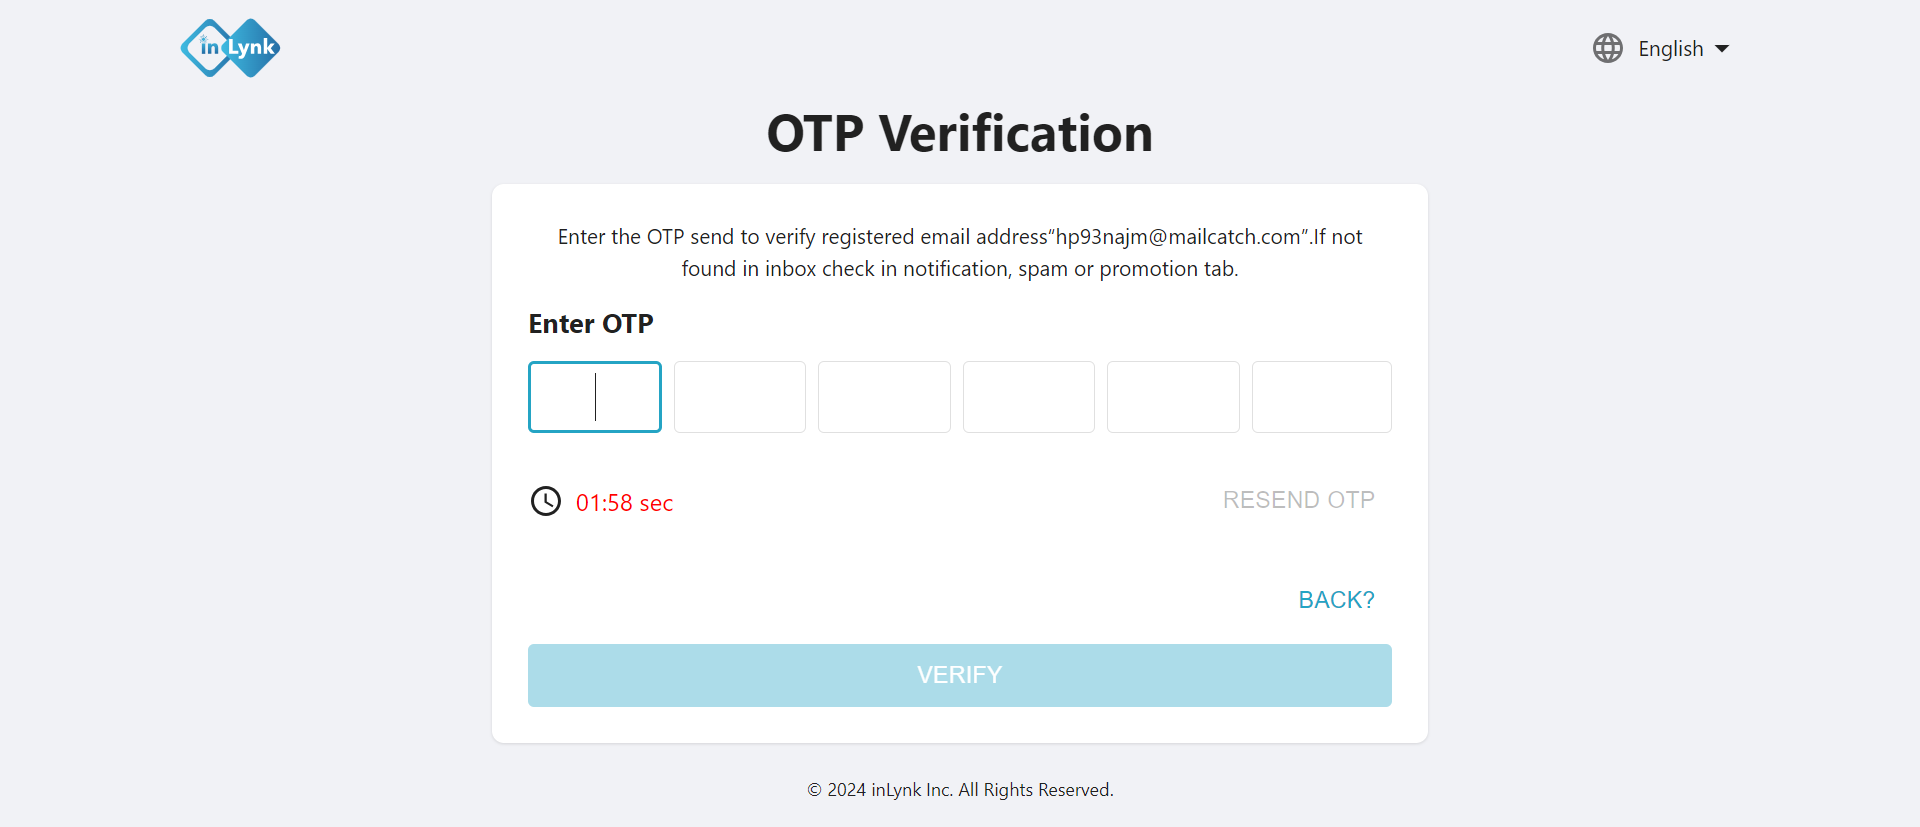 inLynk
English
OTP Verification
Enter the OTP send to verify registered email address“hp93najm@mailcatch.com”.If not
found in inbox check in notification, spam or promotion tab.
Enter OTP
01:58 sec
RESEND OTP
BACK?
VERIFY
© 2024 inLynk Inc. All Rights Reserved.